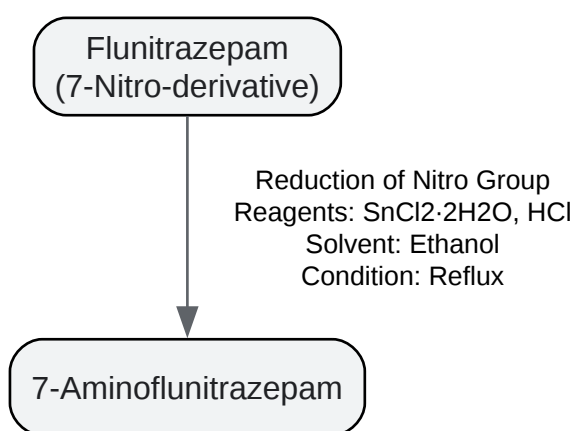 Flunitrazepam
(7-Nitro-derivative)
Reduction of Nitro Group
Reagents: SnCl2·2H2O, HCl
Solvent: Ethanol
Condition: Reflux
7-Aminoflunitrazepam